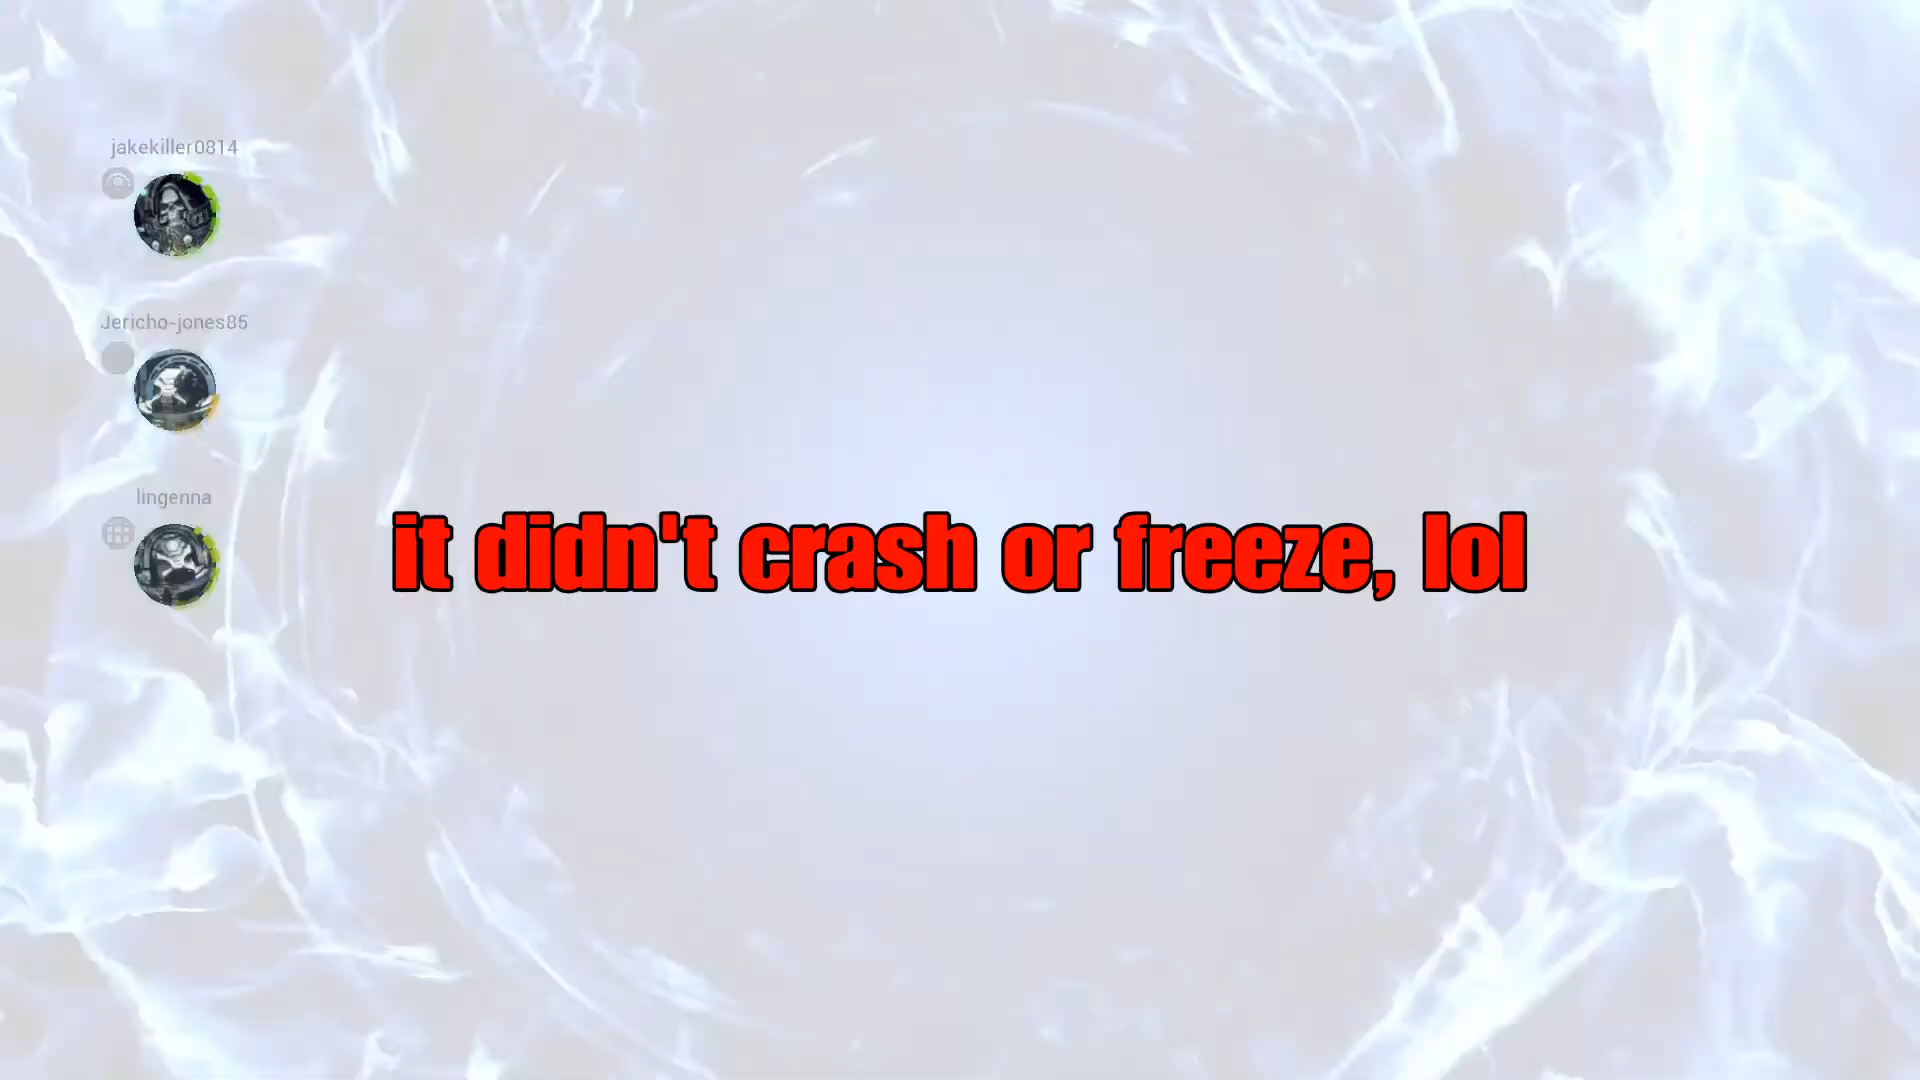 jakekiller0814
Jericho-jones85
lingenna
it didn't crash or freeze, lol